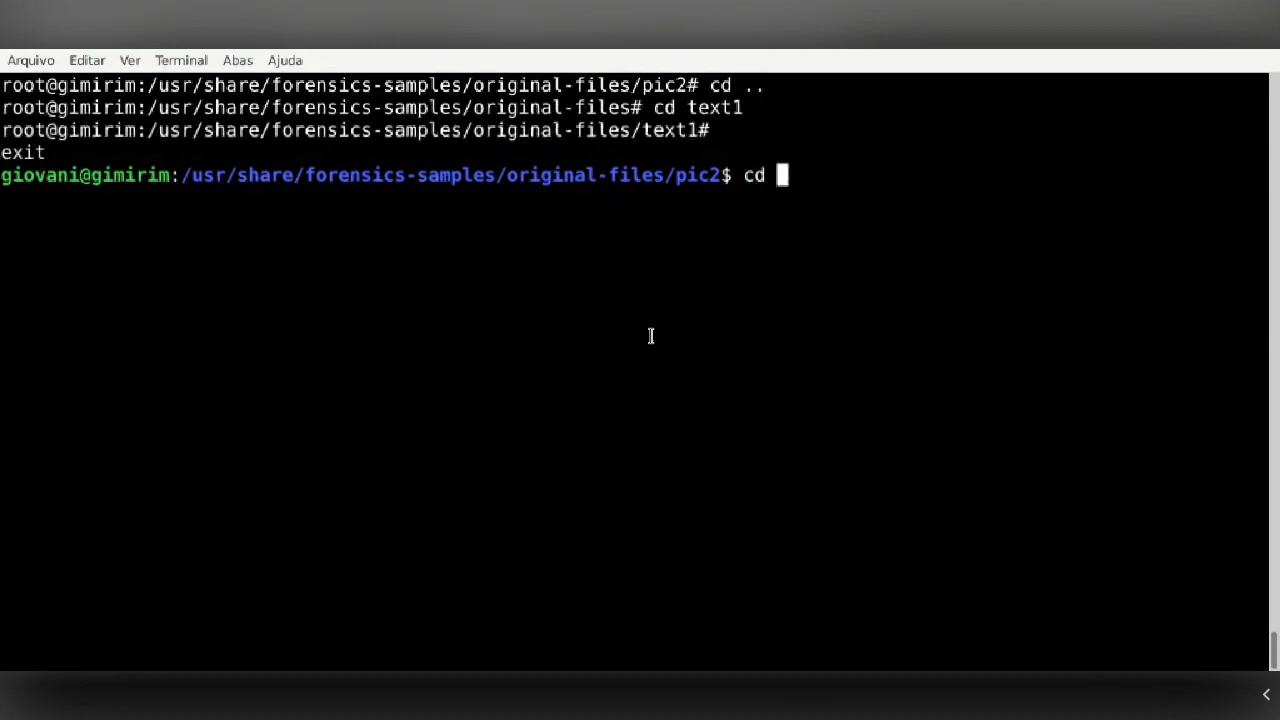 Arquivo Editar Ver Terminal Abas Ajuda
root@gimirim:/usr/share/forensics-samples/original-files/pic2# cd ..
root@gimirim:/usr/share/forensics-samples/original-files# cd text1
root@gimirim:/usr/share/forensics-samples/original-files/text1#
exit
giovani@gimirim:/usr/share/forensics-samples/original-files/pic2$ cd